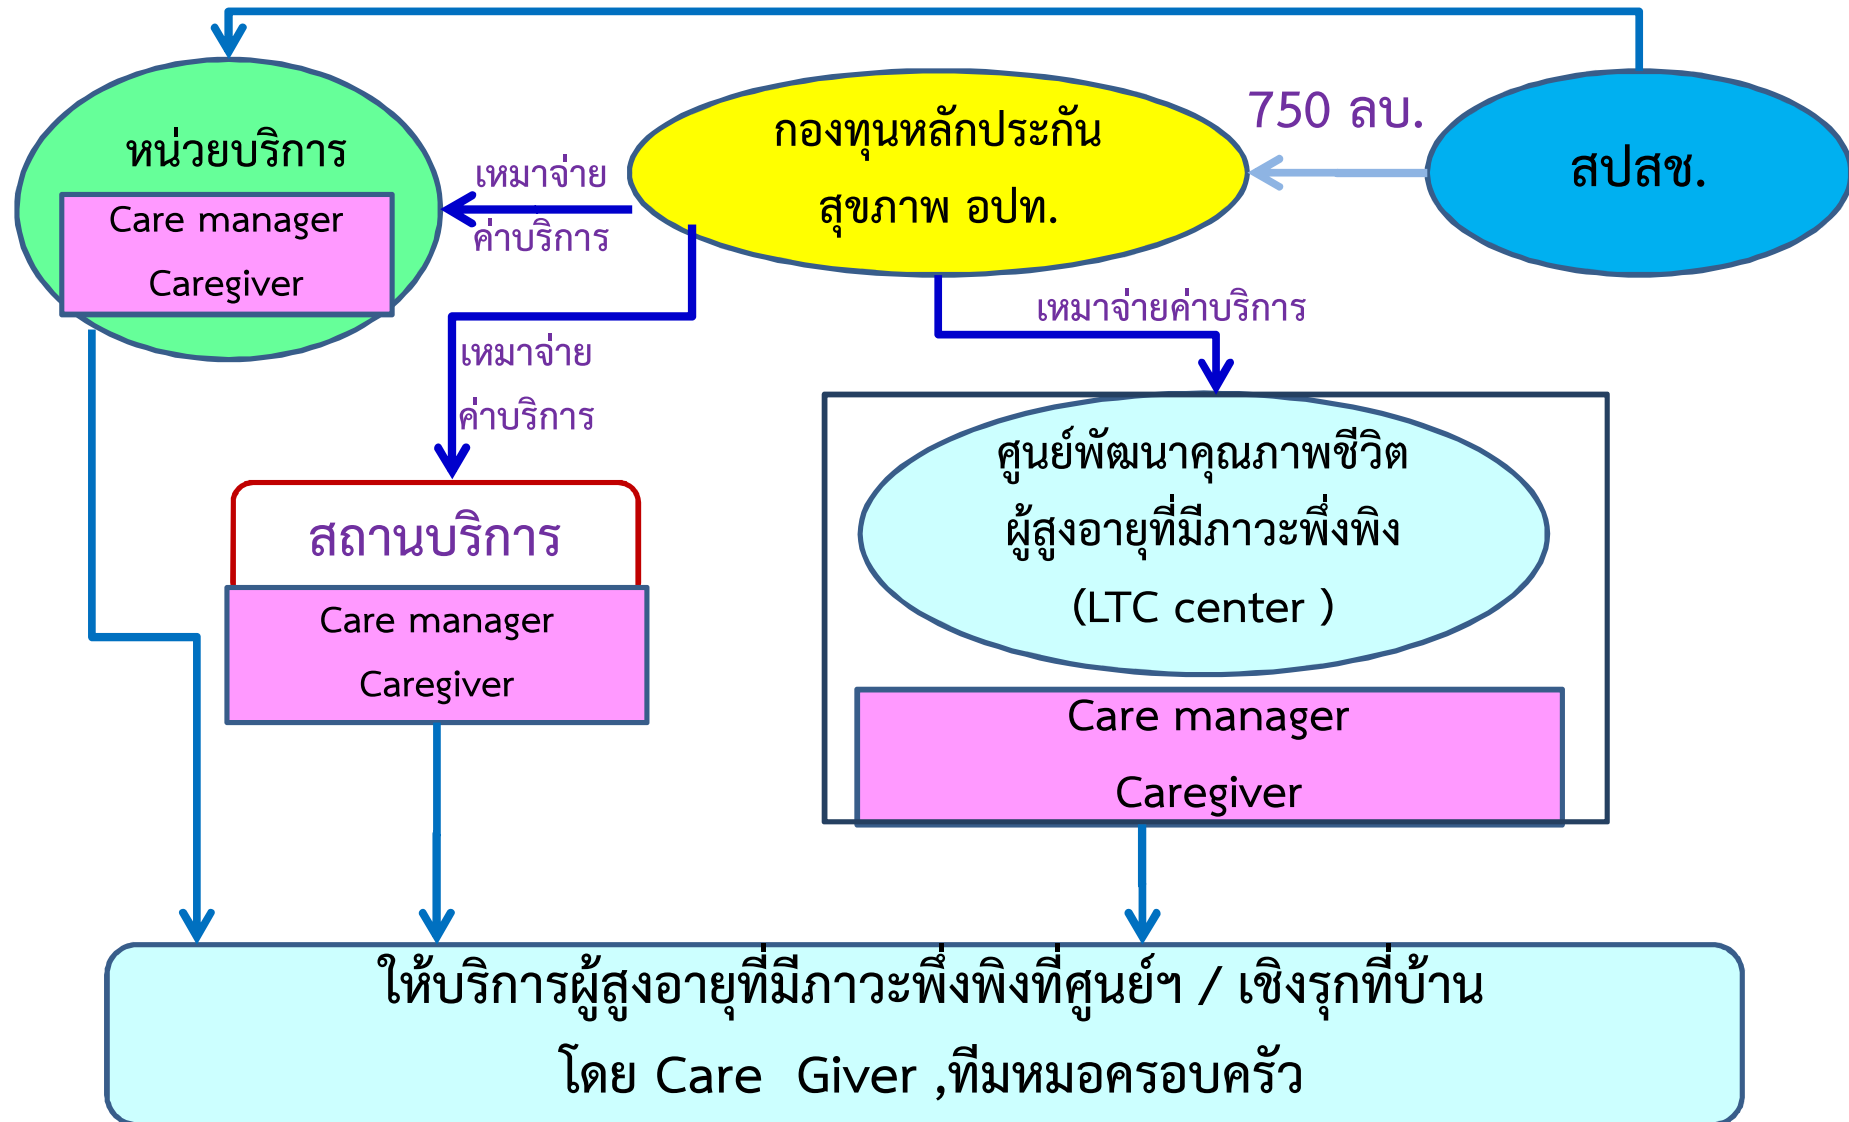 หน่วยบริการ
Care manager
Caregiver
เหมาจ่าย
ค่าบริการ
กองทุนหลักประกัน
สุขภาพ อปท.
750 ลบ.
สปสช.
เหมาจ่าย
ค่าบริการ
เหมาจ่ายค่าบริการ
สถานบริการ
Care manager
Caregiver
ศูนย์พัฒนาคุณภาพชีวิต
ผู้สูงอายุที่มีภาวะพึ่งพิง
(LTC center )
Care manager
Caregiver
ให้บริการผู้สูงอายุที่มีภาวะพึ่งพิงที่ศูนย์ฯ / เชิงรุกที่บ้าน
โดย Care  Giver ,ทีมหมอครอบครัว